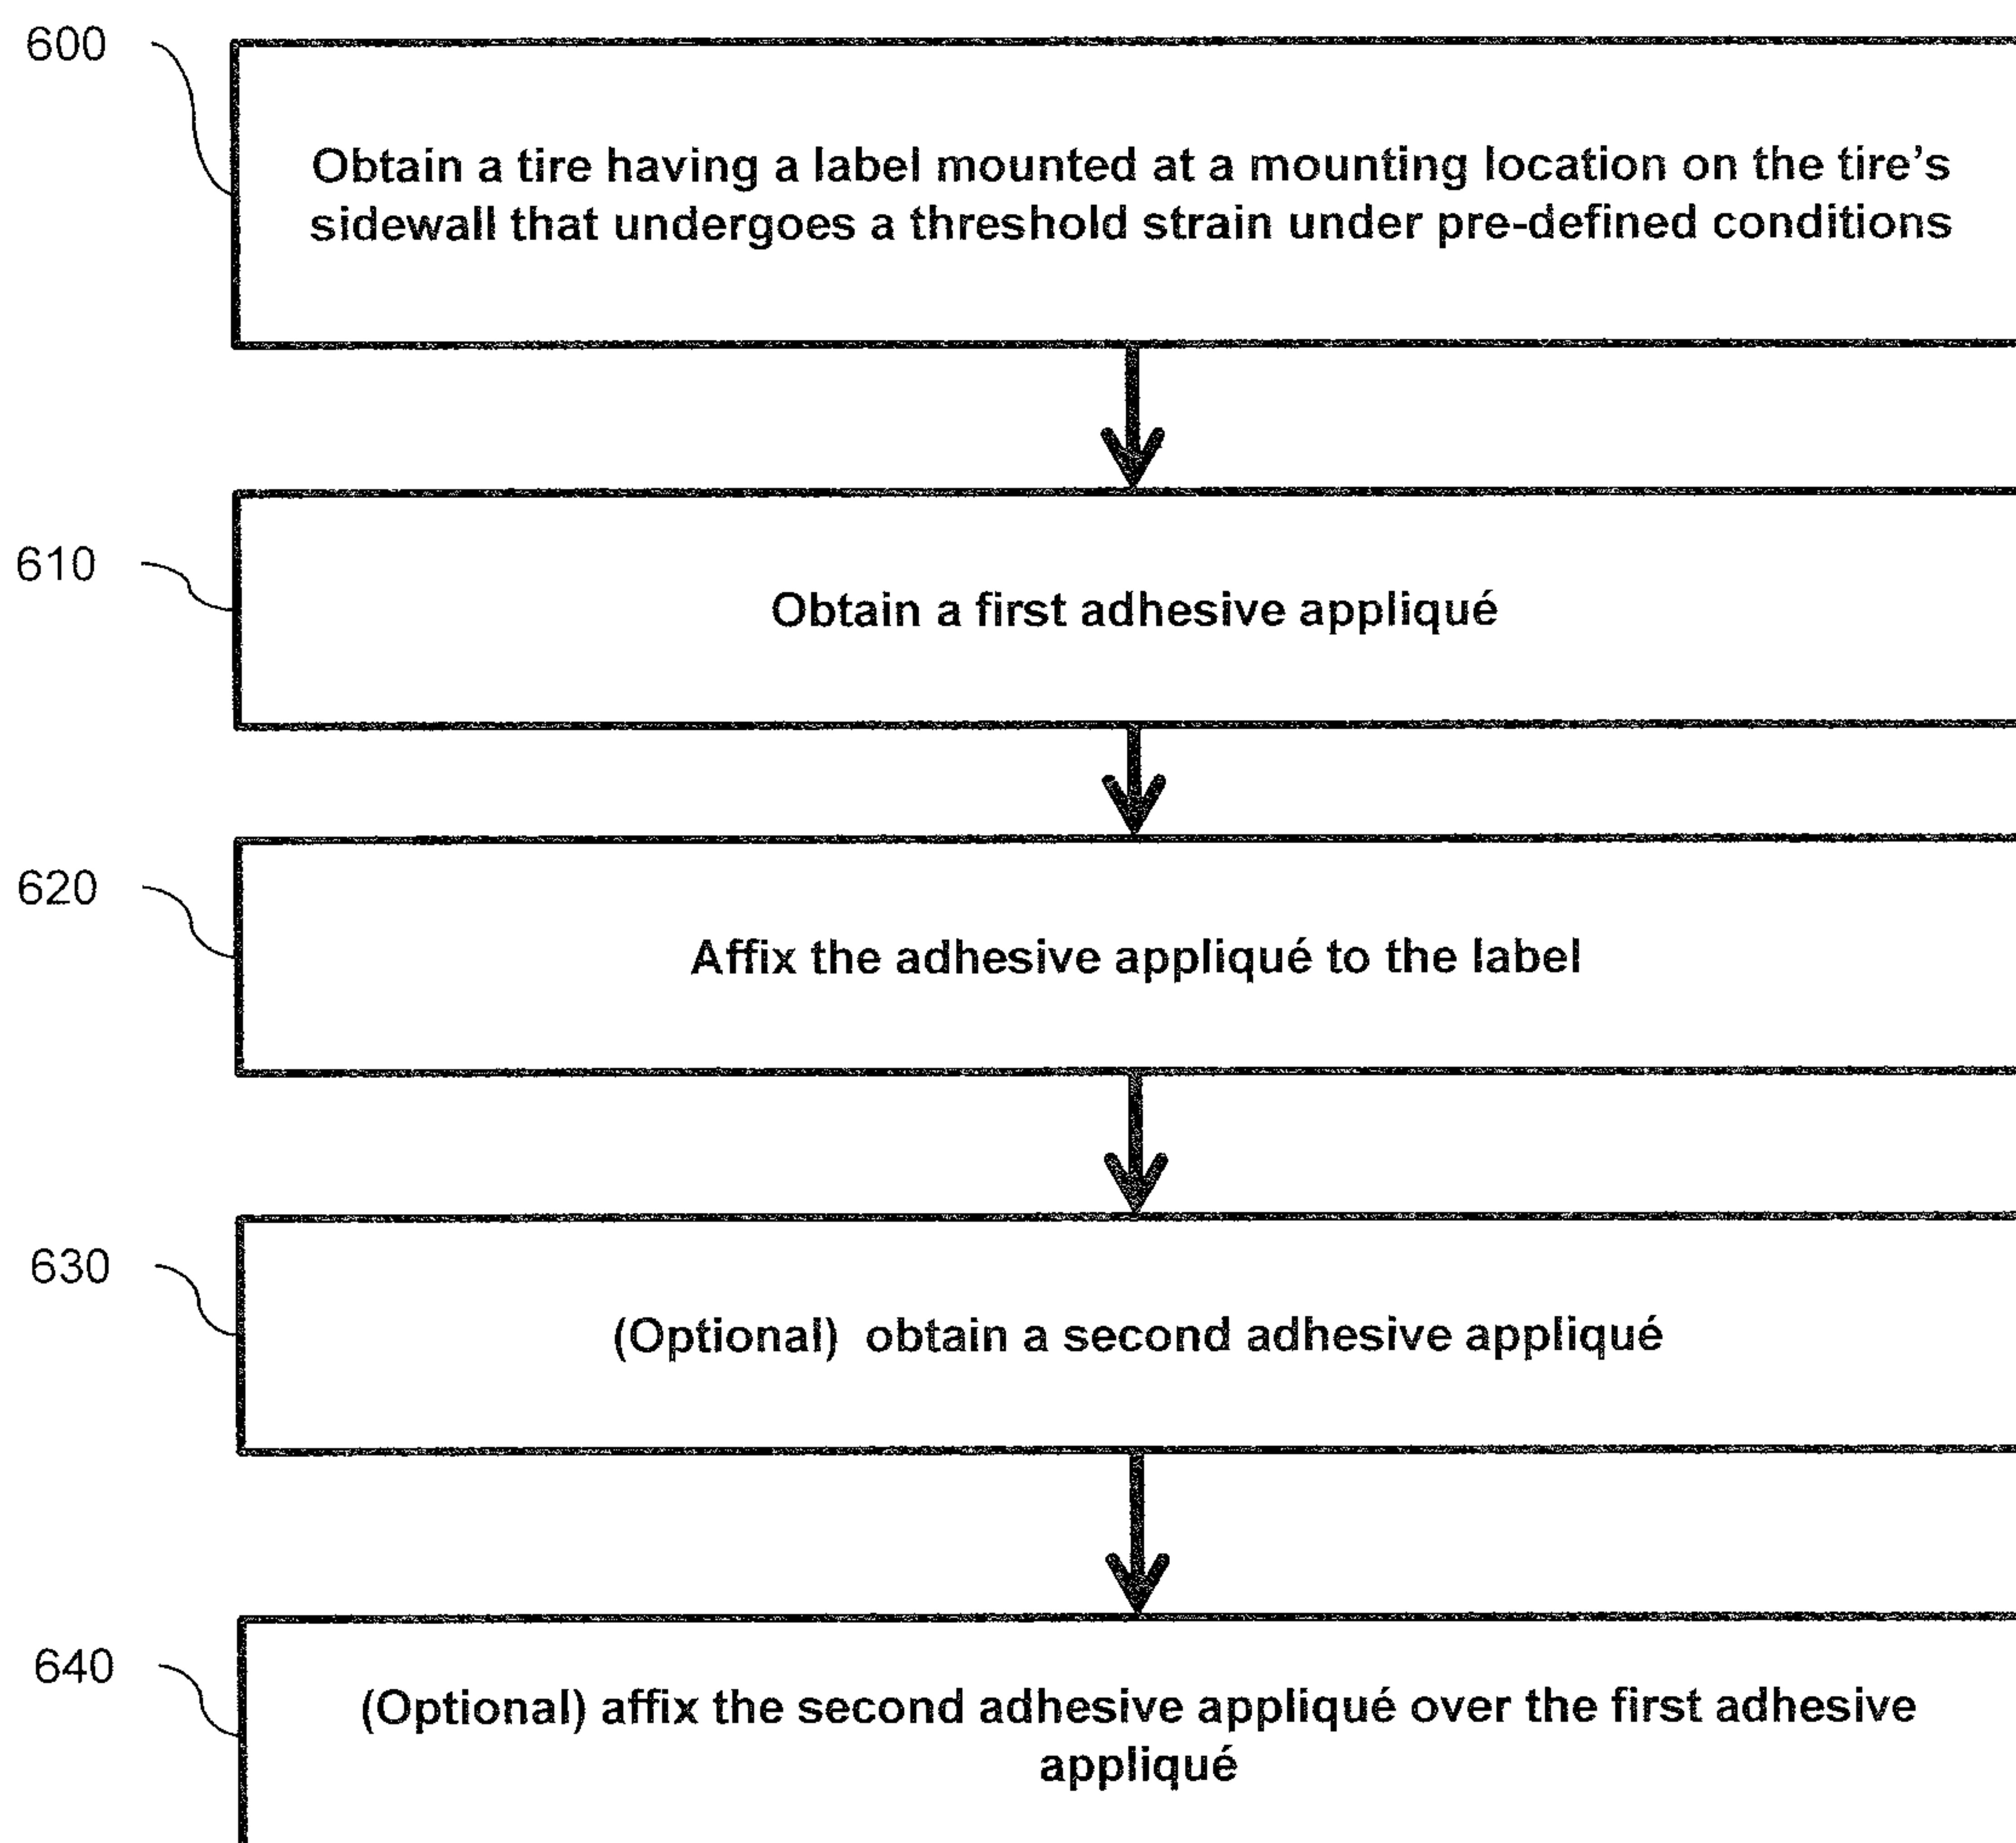 600
Obtain a tire having a label mounted at a mounting location on the tire's
sidewall that undergoes a threshold strain under pre-defined conditions
610
Obtain a first adhesive appliqué
620
Affix the adhesive appliqué to the label
630
(Optional) obtain a second adhesive appliqué
640
(Optional) affix the second adhesive appliqué over the first adhesive
appliqué